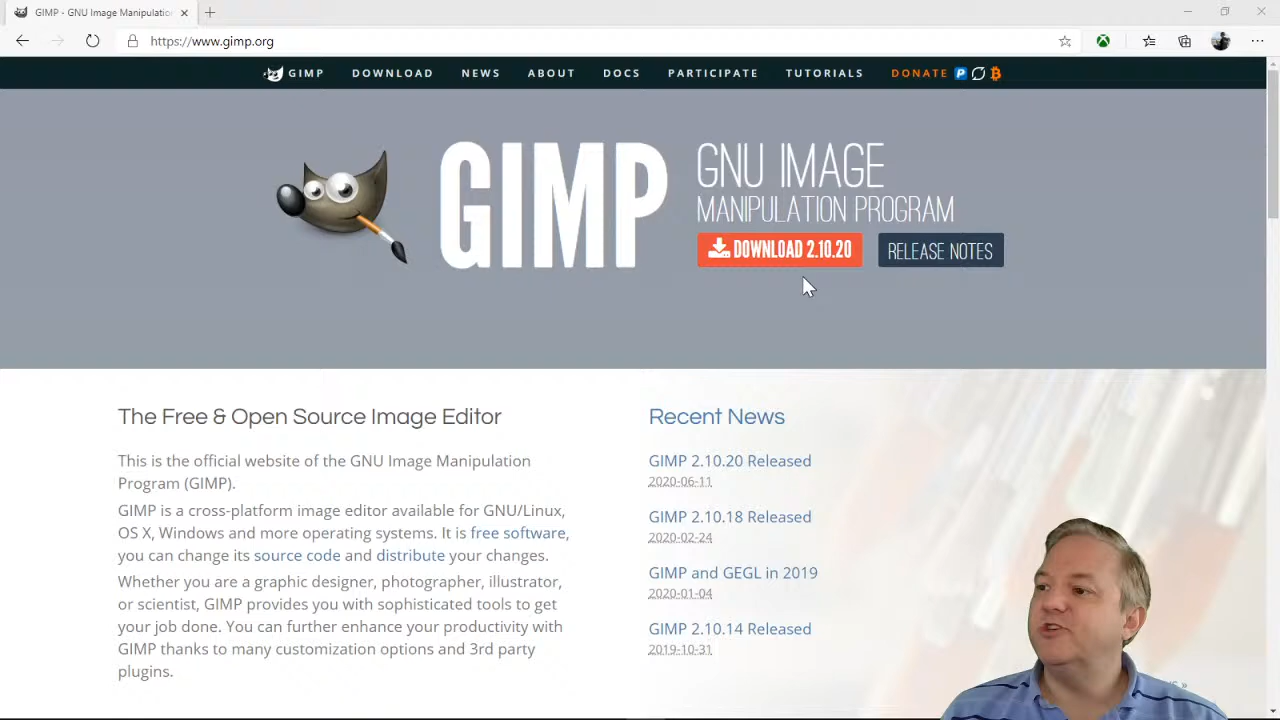 GIMP - GNU Image Manipulatio
https://www.gimp.org
GIMP DOWNLOAD NEWS ABOUT DOCS PARTICIPATE TUTORIALS DONATE
GIMP
GNU IMAGE
MANIPULATION PROGRAM
DOWNLOAD 2.10.20 RELEASE NOTES
The Free & Open Source Image Editor
This is the official website of the GNU Image Manipulation
Program (GIMP).
GIMP is a cross-platform image editor available for GNU/Linux,
OS X, Windows and more operating systems. It is free software,
you can change its source code and distribute your changes.
Whether you are a graphic designer, photographer, illustrator,
or scientist, GIMP provides you with sophisticated tools to get
your job done. You can further enhance your productivity with
GIMP thanks to many customization options and 3rd party
plugins.
Recent News
GIMP 2.10.20 Released
2020-06-11
GIMP 2.10.18 Released
2020-02-24
GIMP and GEGL in 2019
2020-01-04
GIMP 2.10.14 Released
2019-10-31